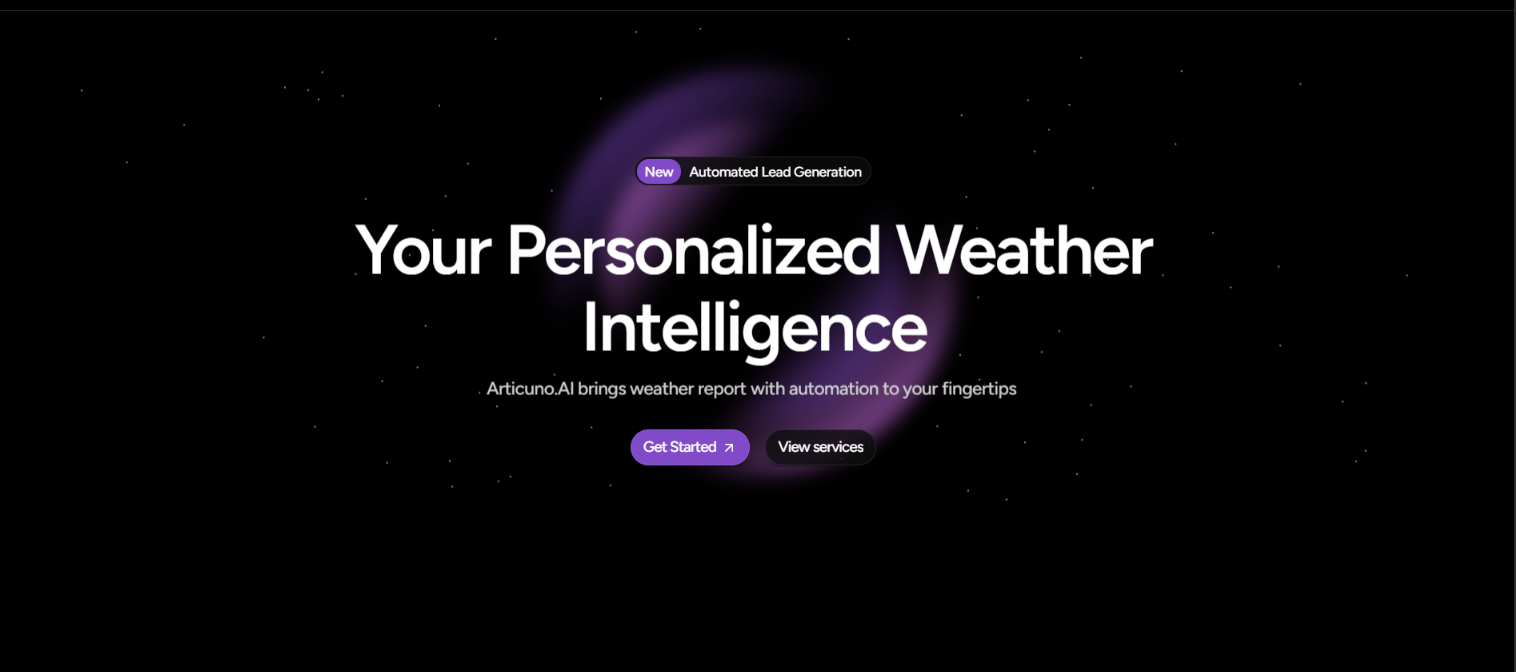 New Automated Lead Generation
Your Personalized Weather
Intelligence
Articuno.AI brings weather report with automation to your fingertips
Get Started View services